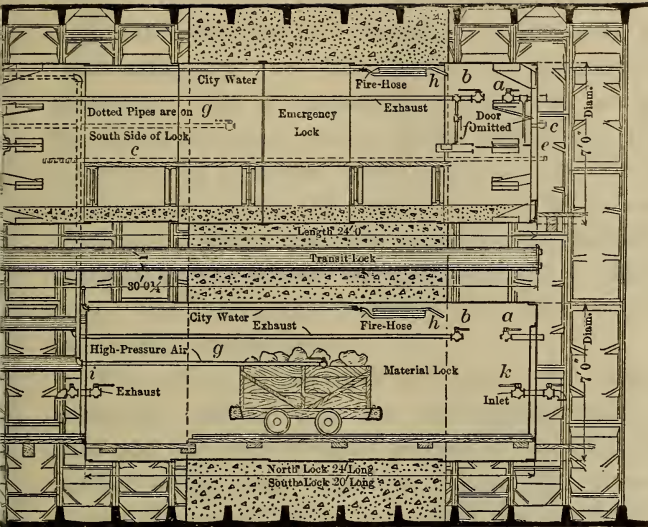 City Water
Fire-Hose
h
b
a
Exhaust
Dotted Pipes are on
g
Emergency
Lock
Door
omitted
South Side of Lock
c
c
e
7'0" Diam.
Length 24'0"
Transit Lock
30'0¼"
City Water
Exhaust
Fire-Hose
h
b
a
High-Pressure Air
g
Material Lock
i
Exhaust
k
Inlet
7'0" Diam.
North Lock 24 Long
South Lock 20 Long